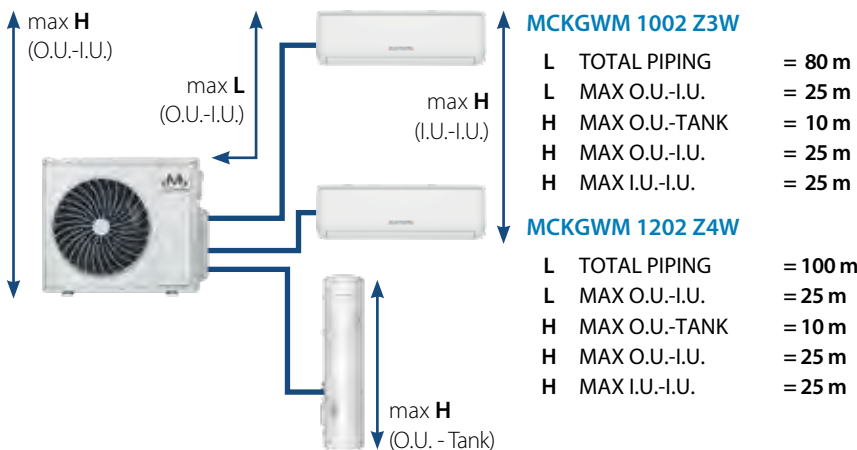 max H
(O.U.-I.U.)
max L
(O.U.-I.U.)
max H
(I.U.-I.U.)
max H
(O.U. - Tank)
MCKGWM 1002 Z3W
L TOTAL PIPING = 80 m
L MAX O.U.-I.U. = 25 m
H MAX O.U.-TANK = 10 m
H MAX O.U.-I.U. = 25 m
H MAX I.U.-I.U. = 25 m
MCKGWM 1202 Z4W
L TOTAL PIPING = 100 m
L MAX O.U.-I.U. = 25 m
H MAX O.U.-TANK = 10 m
H MAX O.U.-I.U. = 25 m
H MAX I.U.-I.U. = 25 m